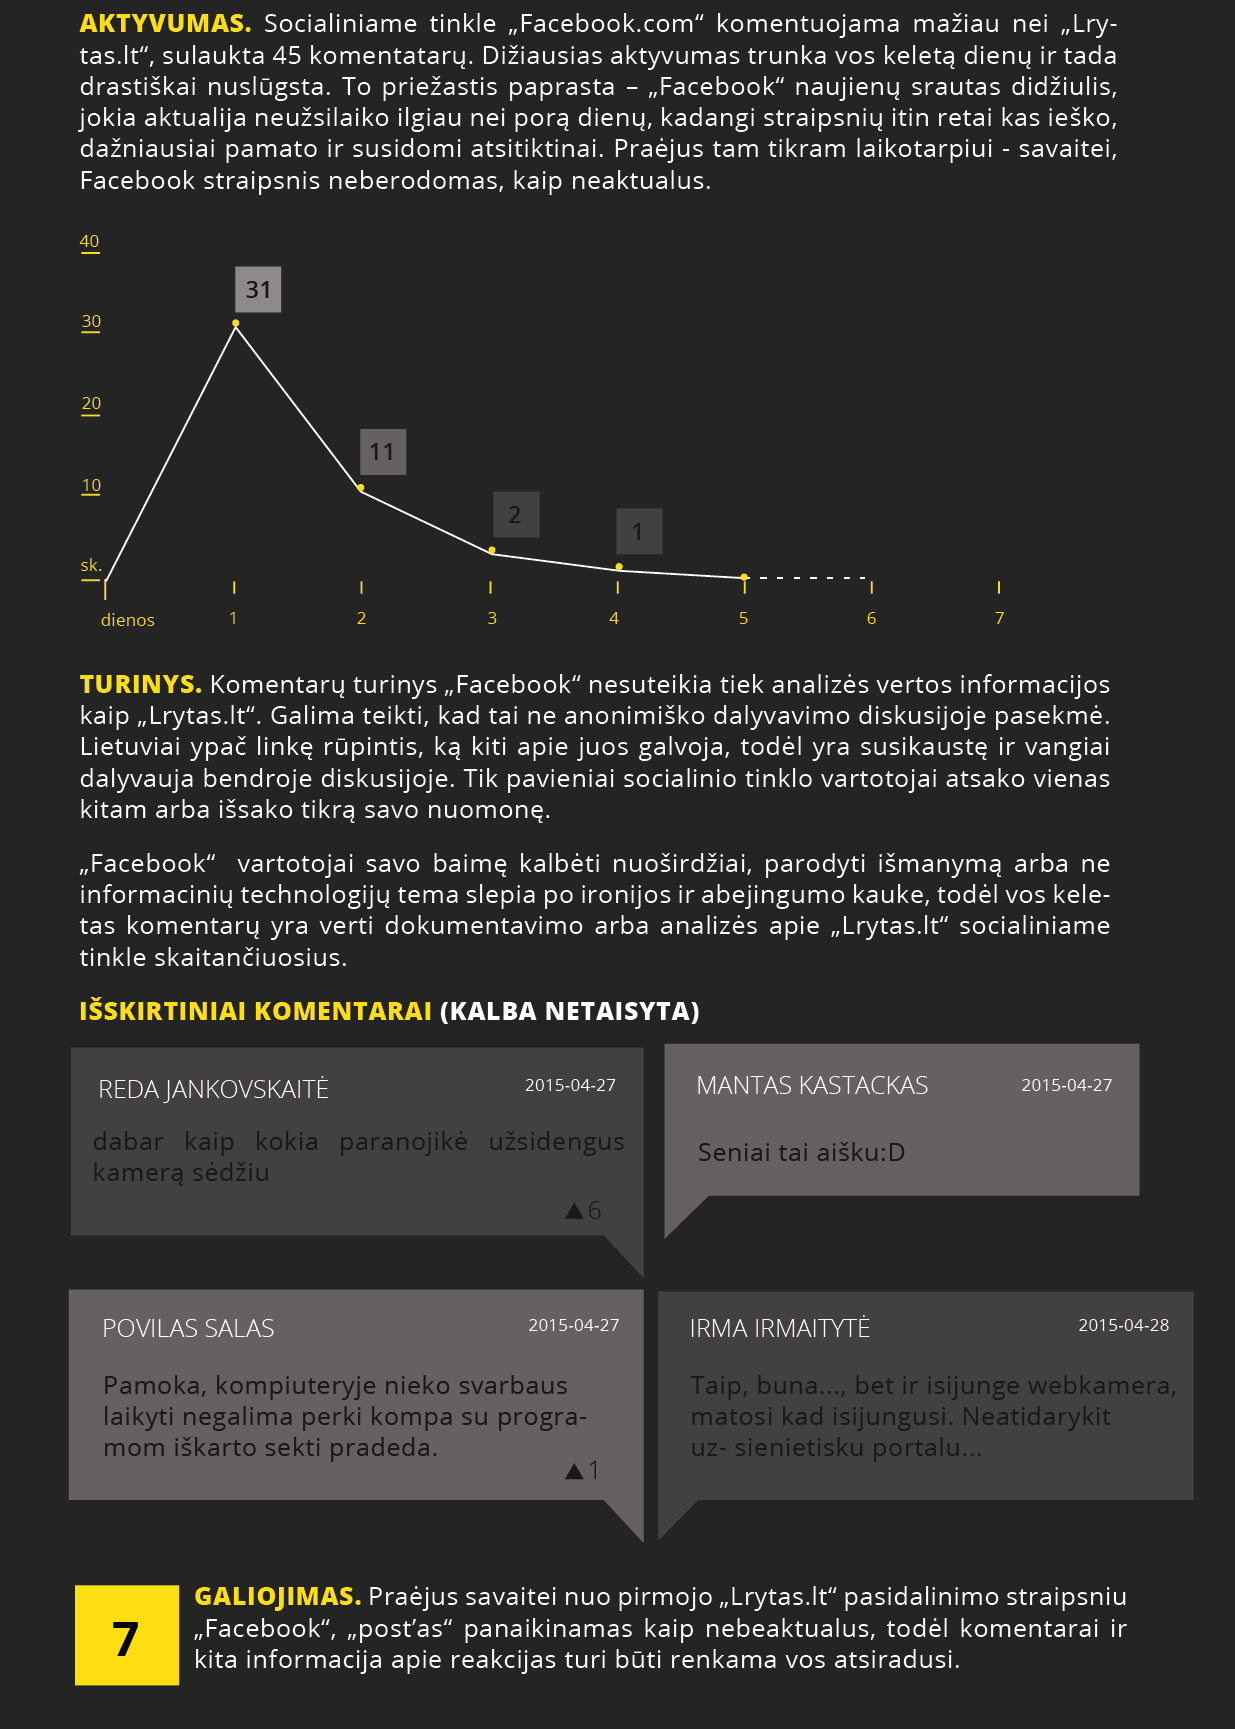 AKTYVUMAS. Socialiniame tinkle „Facebook.com“ komentuojama mažiau nei „Lry-
tas.lt“, sulaukta 45 komentatarų. Dižiausias aktyvumas trunka vos keletą dienų ir tada
drastiškai nuslūgsta. To priežastis paprasta – „Facebook“ naujienų srautas didžiulis,
jokia aktualija neužsilaiko ilgiau nei porą dienų, kadangi straipsnių itin retai kas ieško,
dažniausiai pamato ir susidomi atsitiktinai. Praėjus tam tikram laikotarpiui - savaitei,
Facebook straipsnis neberodomas, kaip neaktualus.
40
31
30
20
11
10
2
1
sk.
dienos 1 2 3 4 5 6 7
TURINYS. Komentarų turinys „Facebook“ nesuteikia tiek analizės vertos informacijos
kaip „Lrytas.lt“. Galima teikti, kad tai ne anonimiško dalyvavimo diskusijoje pasekmė.
Lietuviai ypač linkę rūpintis, ką kiti apie juos galvoja, todėl yra susikaustę ir vangiai
dalyvauja bendroje diskusijoje. Tik pavieniai socialinio tinklo vartotojai atsako vienas
kitam arba išsako tikrą savo nuomonę.
„Facebook“ vartotojai savo baimę kalbėti nuoširdžiai, parodyti išmanymą arba ne
informacinių technologijų tema slepia po ironijos ir abejingumo kauke, todėl vos kele-
tas komentarų yra verti dokumentavimo arba analizės apie „Lrytas.lt“ socialiniame
tinkle skaitančiuosius.
IŠSKIRTINIAI KOMENTARAI (KALBA NETAISYTA)
REDA JANKOVSKAITĖ 2015-04-27
dabar kaip kokia paranojikė užsidengus
kamerą sėdžiu
▲6
MANTAS KASTACKAS 2015-04-27
Seniai tai aišku:D
POVILAS SALAS 2015-04-27
Pamoka, kompiuteryje nieko svarbaus
laikyti negalima perki kompa su progra-
mom iškarto sekti pradeda.
▲1
IRMA IRMAITYTĖ 2015-04-28
Taip, buna..., bet ir isijunge webkamera,
matosi kad isijungusi. Neatidarykit
uz- sienietisku portalu...
7
GALIOJIMAS. Praėjus savaitei nuo pirmojo „Lrytas.lt“ pasidalinimo straipsniu
„Facebook“, „post’as“ panaikinamas kaip nebeaktualus, todėl komentarai ir
kita informacija apie reakcijas turi būti renkama vos atsiradusi.